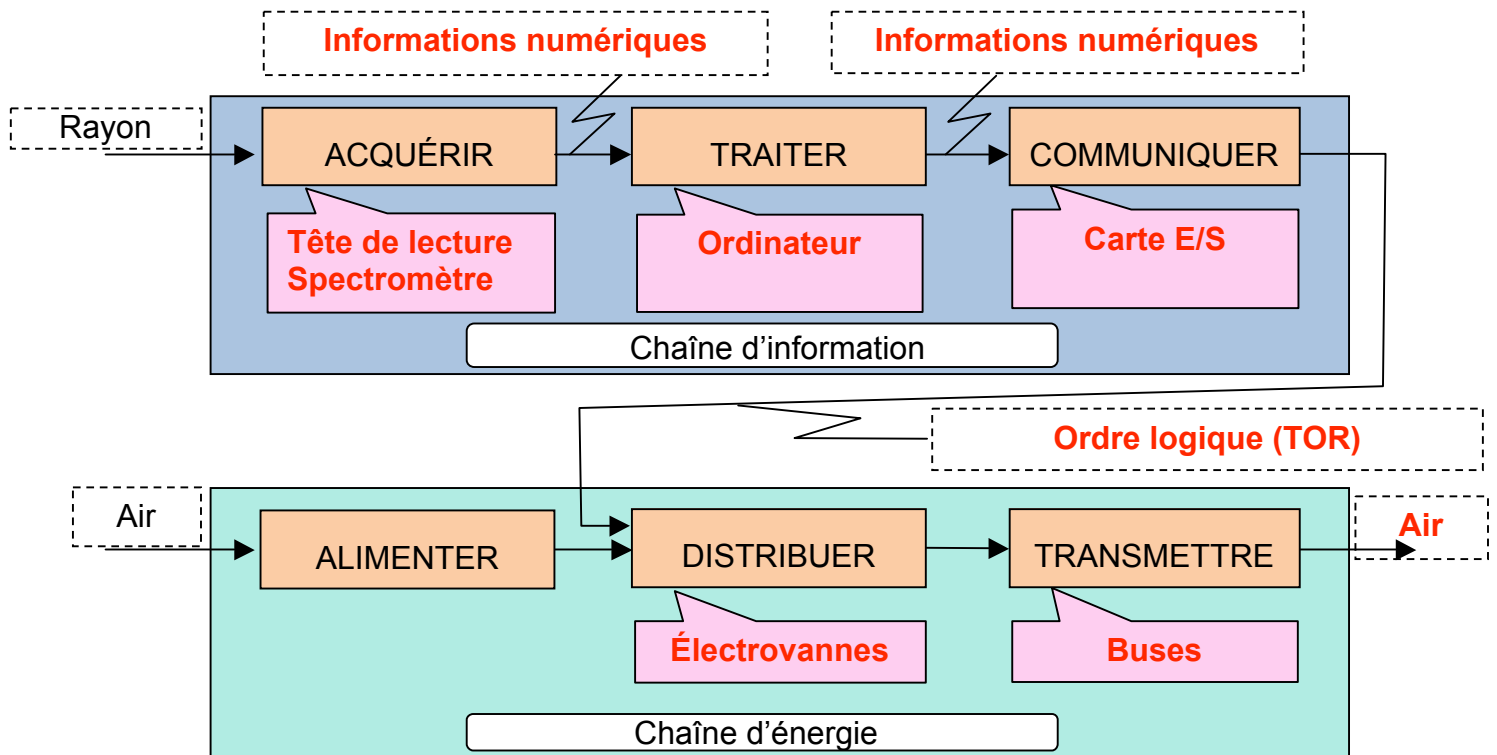 Informations numériques
Informations numériques
Rayon
ACQUÉRIR
TRAITER
COMMUNIQUER
Tête de lecture
Spectromètre
Ordinateur
Carte E/S
Chaîne d’information
Ordre logique (TOR)
Air
ALIMENTER
DISTRIBUER
TRANSMETTRE
Air
Électrovannes
Buses
Chaîne d’énergie